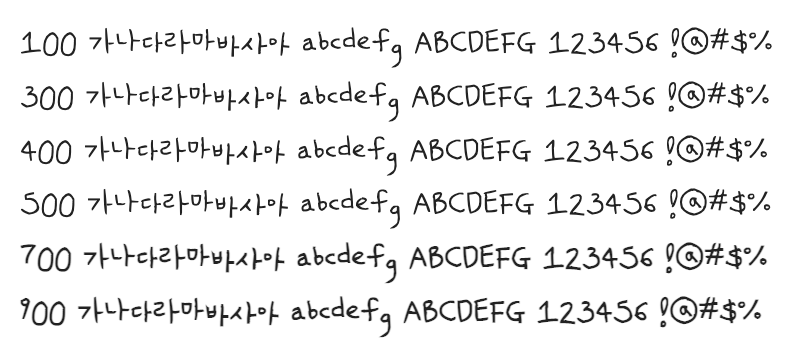 100 가나다라마바사아 abcdefg ABCDEFG 123456 !@#$%
300 가나다라마바사아 abcdefg ABCDEFG 123456 !@#$%
400 가나다라마바사아 abcdefg ABCDEFG 123456 !@#$%
500 가나다라마바사아 abcdefg ABCDEFG 123456 !@#$%
700 가나다라마바사아 abcdefg ABCDEFG 123456 !@#$%
900 가나다라마바사아 abcdefg ABCDEFG 123456 !@#$%